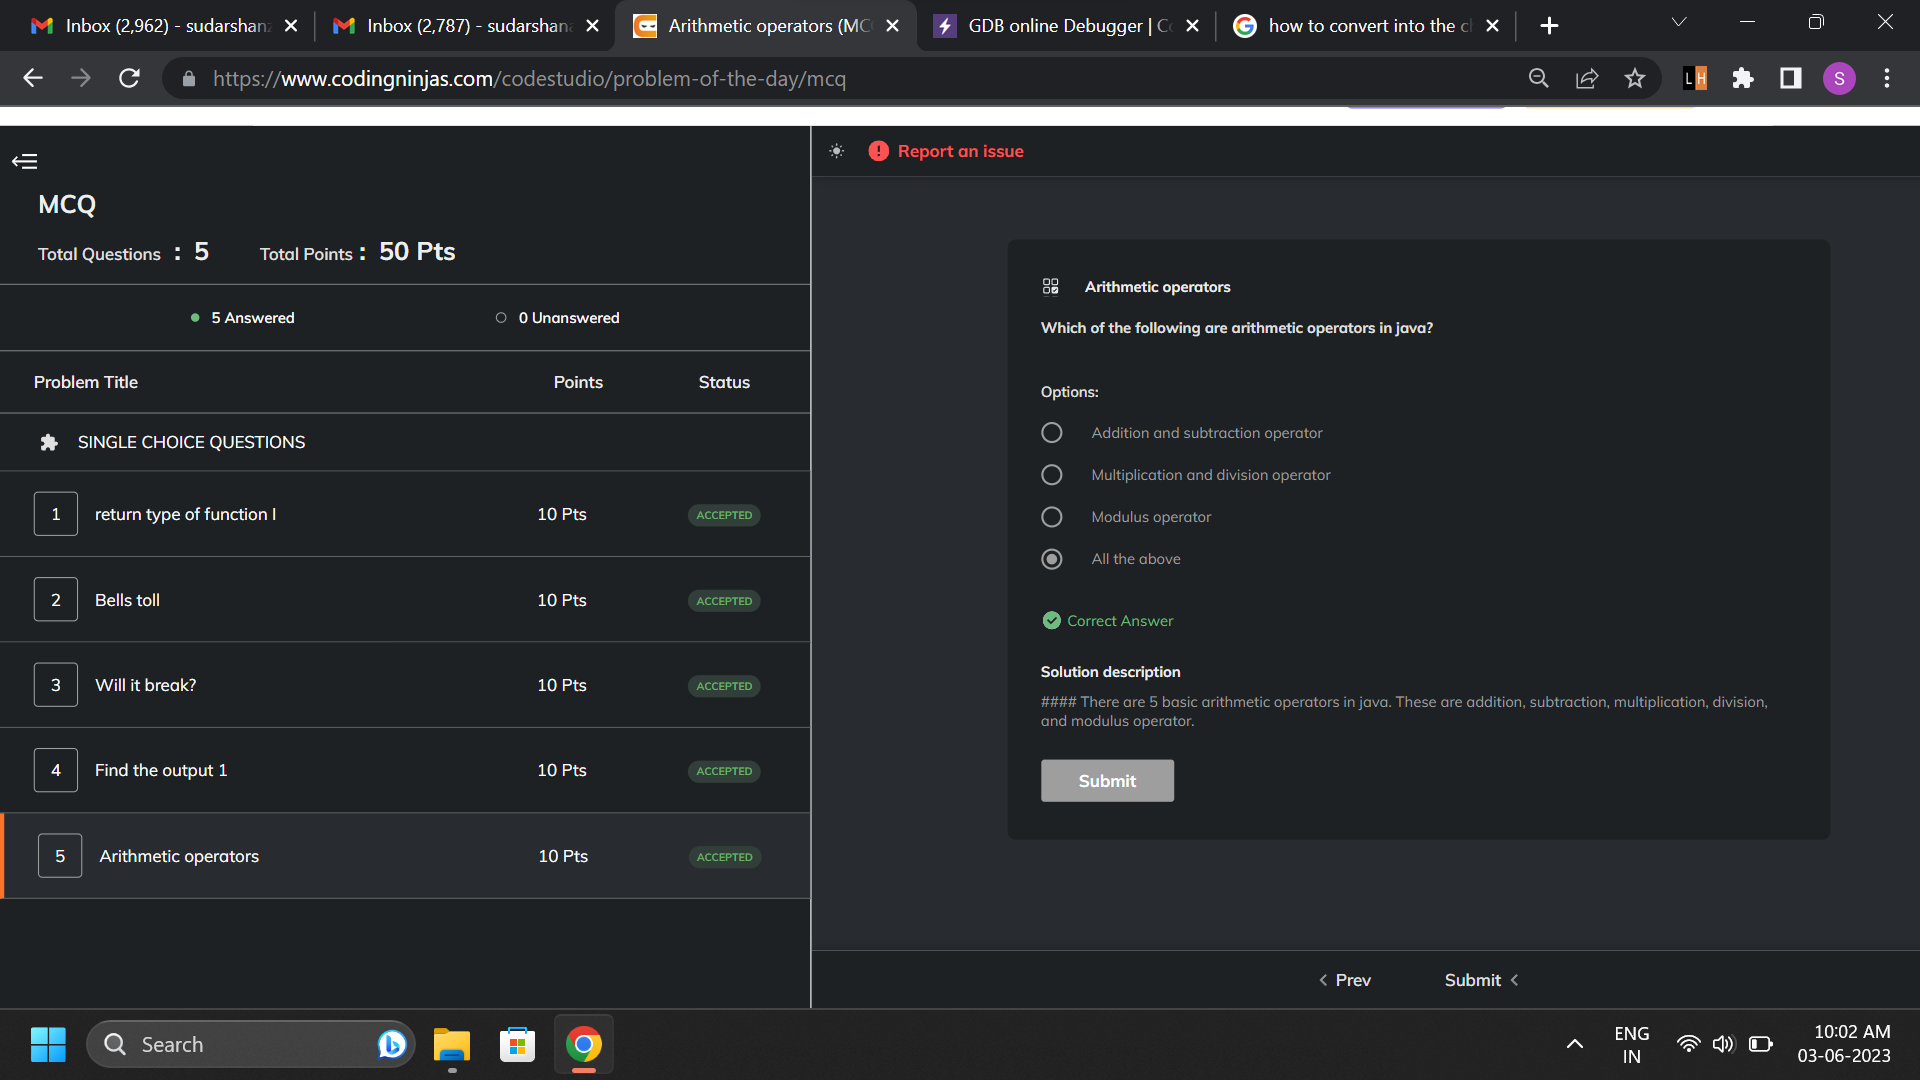 Inbox (2,962) - sudarshan
Inbox (2,787) - sudarshan
Arithmetic operators (MC
GDB online Debugger | C
how to convert into the c
https://www.codingninjas.com/codestudio/problem-of-the-day/mcq
LH
S
Report an issue
MCQ
Total Questions : 5 Total Points : 50 Pts
5 Answered 0 Unanswered
Problem Title Points Status
SINGLE CHOICE QUESTIONS
1 return type of function I 10 Pts ACCEPTED
2 Bells toll 10 Pts ACCEPTED
3 Will it break? 10 Pts ACCEPTED
4 Find the output 1 10 Pts ACCEPTED
5 Arithmetic operators 10 Pts ACCEPTED
Arithmetic operators
Which of the following are arithmetic operators in java?
Options:
Addition and subtraction operator
Multiplication and division operator
Modulus operator
All the above
Correct Answer
Solution description
#### There are 5 basic arithmetic operators in java. These are addition, subtraction, multiplication, division,
and modulus operator.
Submit
Prev Submit
Search
ENG
IN
10:02 AM
03-06-2023